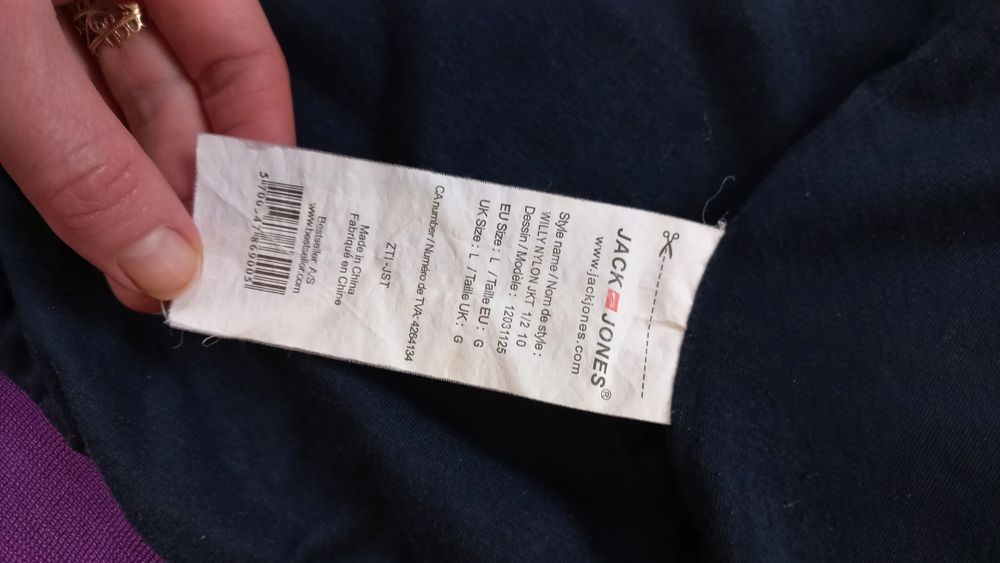 JACK JONES®
www.jackjones.com
Style name / Nom de style :
WILLY NYLON JKT 1/2 10
Dessin / Modèle : 12031125
EU Size : L / Taille EU : G
UK Size : L / Taille UK : G
CA number / Numéro de TVA: 4264134
ZTI-JST
Made in China
Fabriqué en Chine
Bestseller A/S
www.bestseller.com